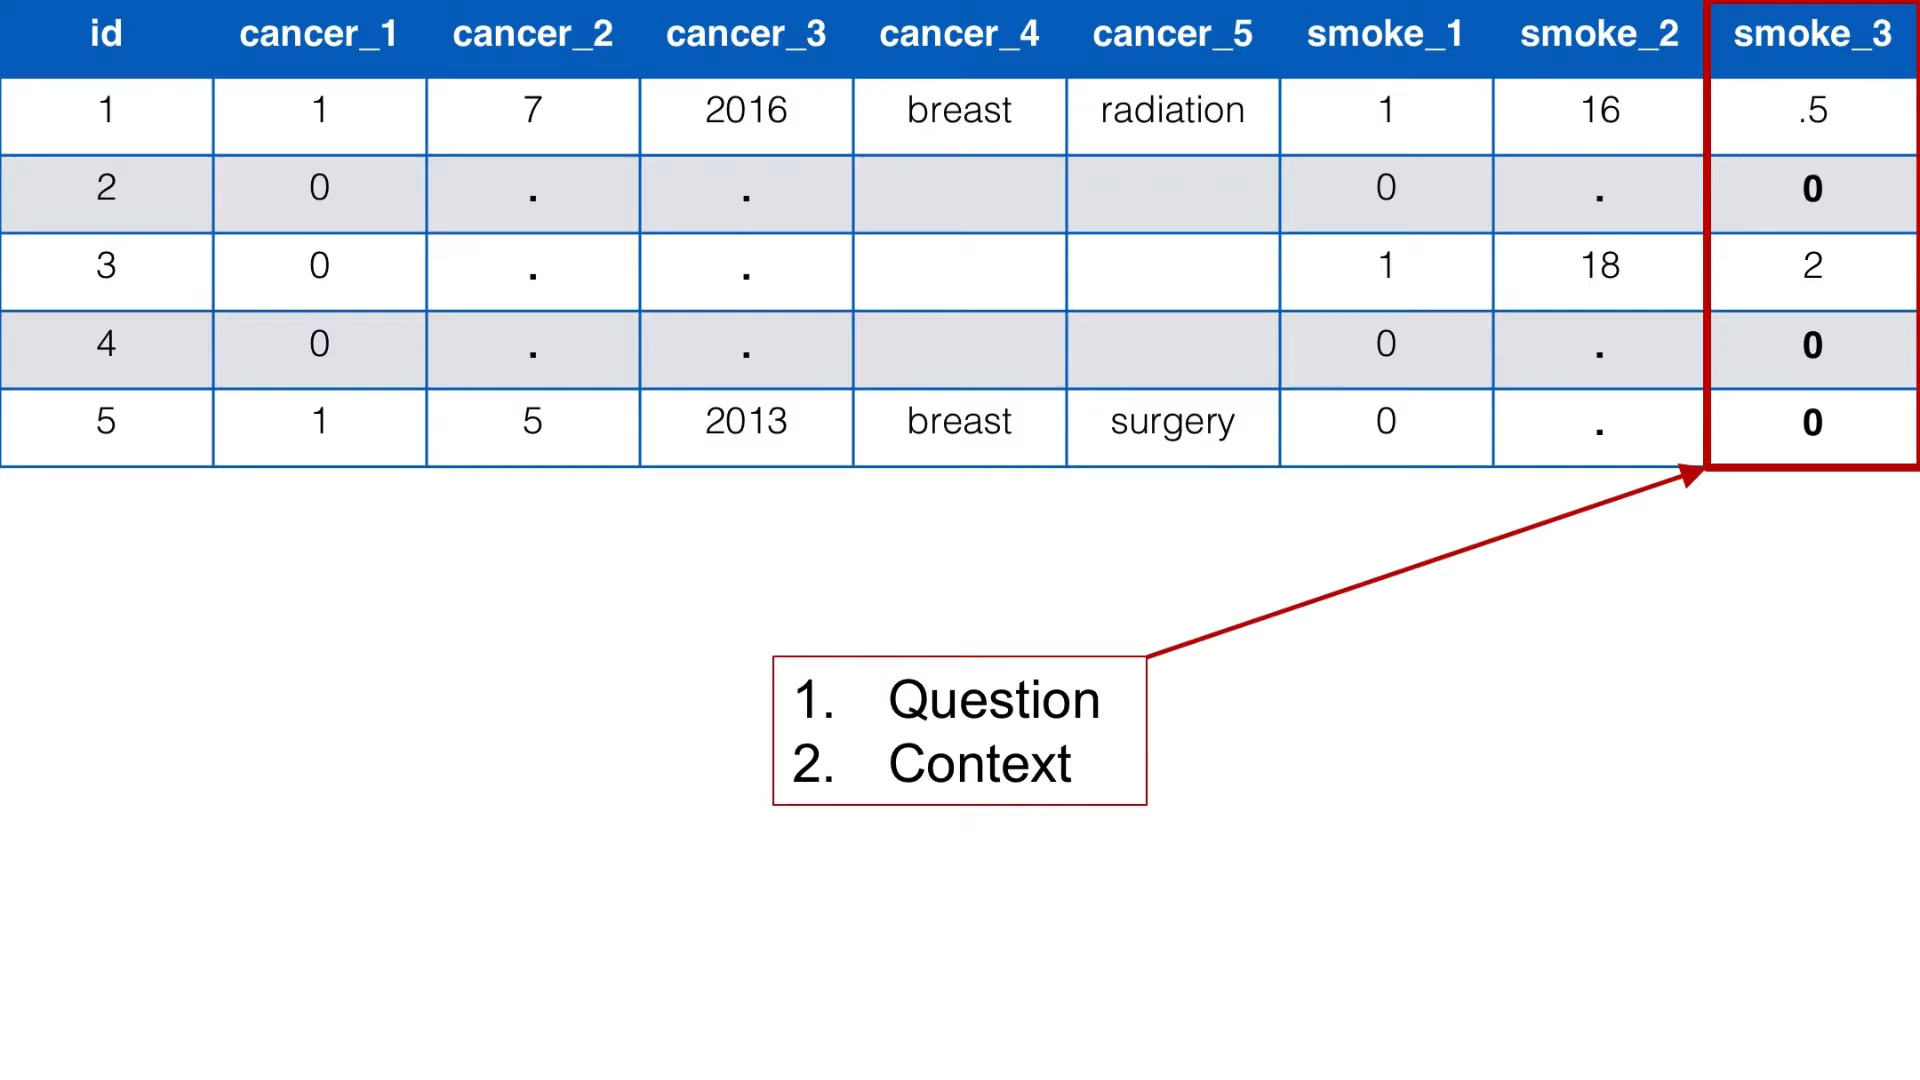 id cancer_1 cancer_2 cancer_3 cancer_4 cancer_5 smoke_1 smoke_2 smoke_3
1 1 7 2016 breast radiation 1 16 .5
2 0 . . 0 . 0
3 0 . . 1 18 2
4 0 . . 0 . 0
5 1 5 2013 breast surgery 0 . 0
1. Question
2. Context